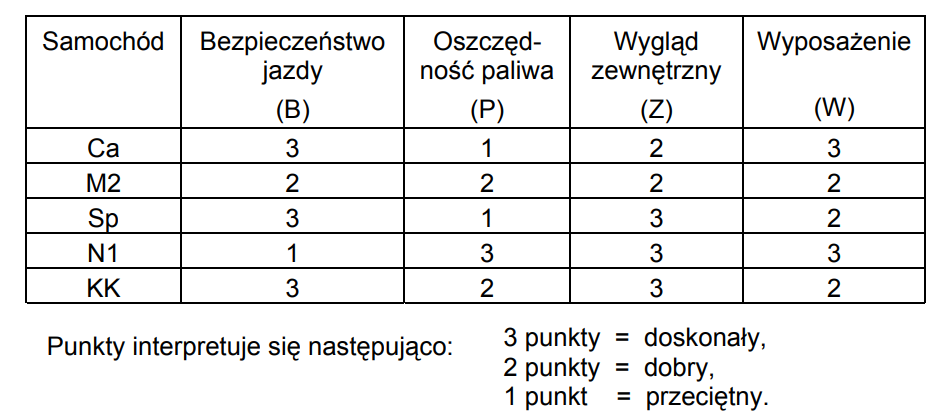 Samochód Bezpieczeństwo jazdy (B) Oszczęd-ność paliwa (P) Wygląd zewnętrzny (Z) Wyposażenie (W)
Ca 3 1 2 3
M2 2 2 2 2
Sp 3 1 3 2
N1 1 3 3 3
KK 3 2 3 2
Punkty interpretuje się następująco:
3 punkty = doskonały,
2 punkty = dobry,
1 punkt = przeciętny.